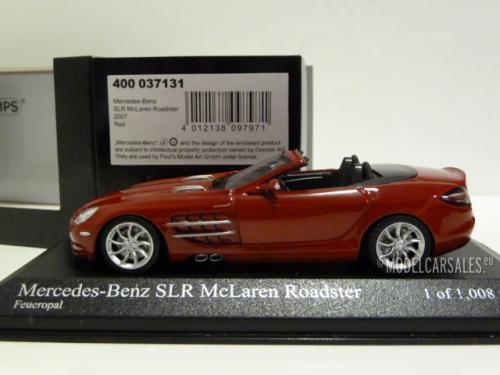 MPS
400 037131
Mercedes-Benz
SLR McLaren Roadster
2007
Red
4 012138 097971
„Mercedes-Benz" and the design of the enclosed product
are subject to intellectual property protection owned by Daimler AG
They are used by Paul's Model Art GmbH under license.
© MODELCARSALES.eu
Mercedes-Benz SLR McLaren Roadster
Feueropal
1 of 1.008